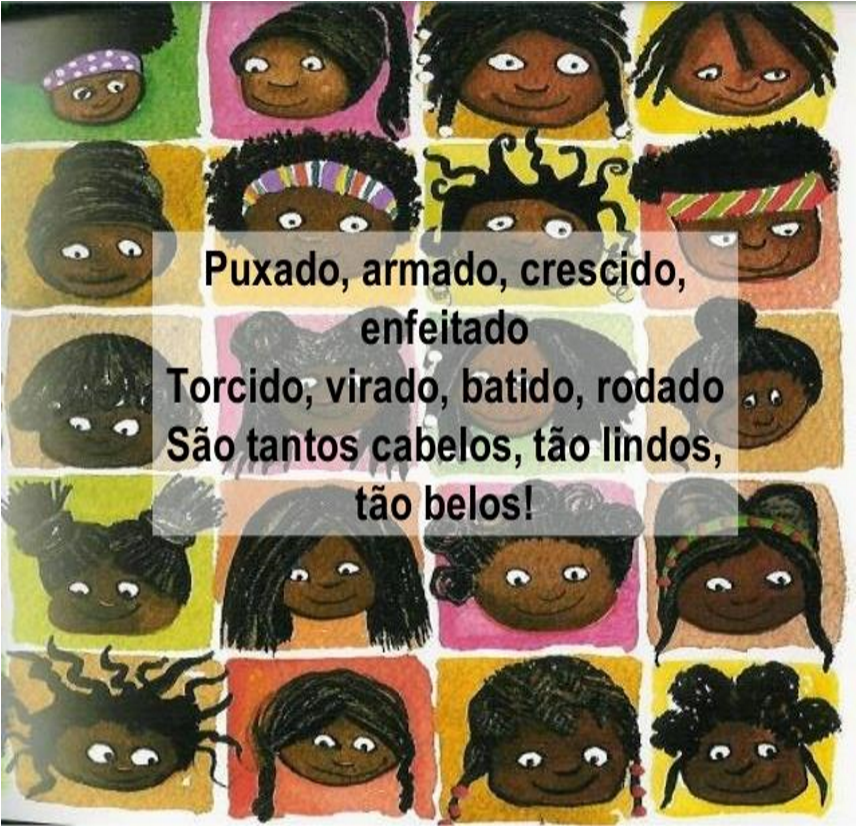 Puxado, armado, crescido,
enfeitado
Torcido, virado, batido, rodado
São tantos cabelos, tão lindos,
tão belos!